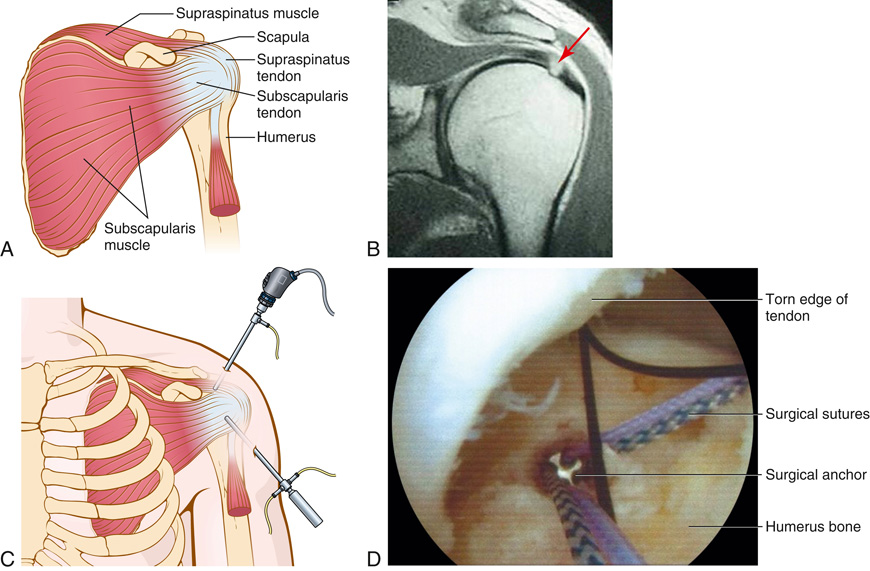 Supraspinatus muscle
Scapula
Supraspinatus
tendon
Subscapularis
tendon
Humerus
Subscapularis
muscle
A
B
C
Torn edge of
tendon
Surgical sutures
Surgical anchor
Humerus bone
D